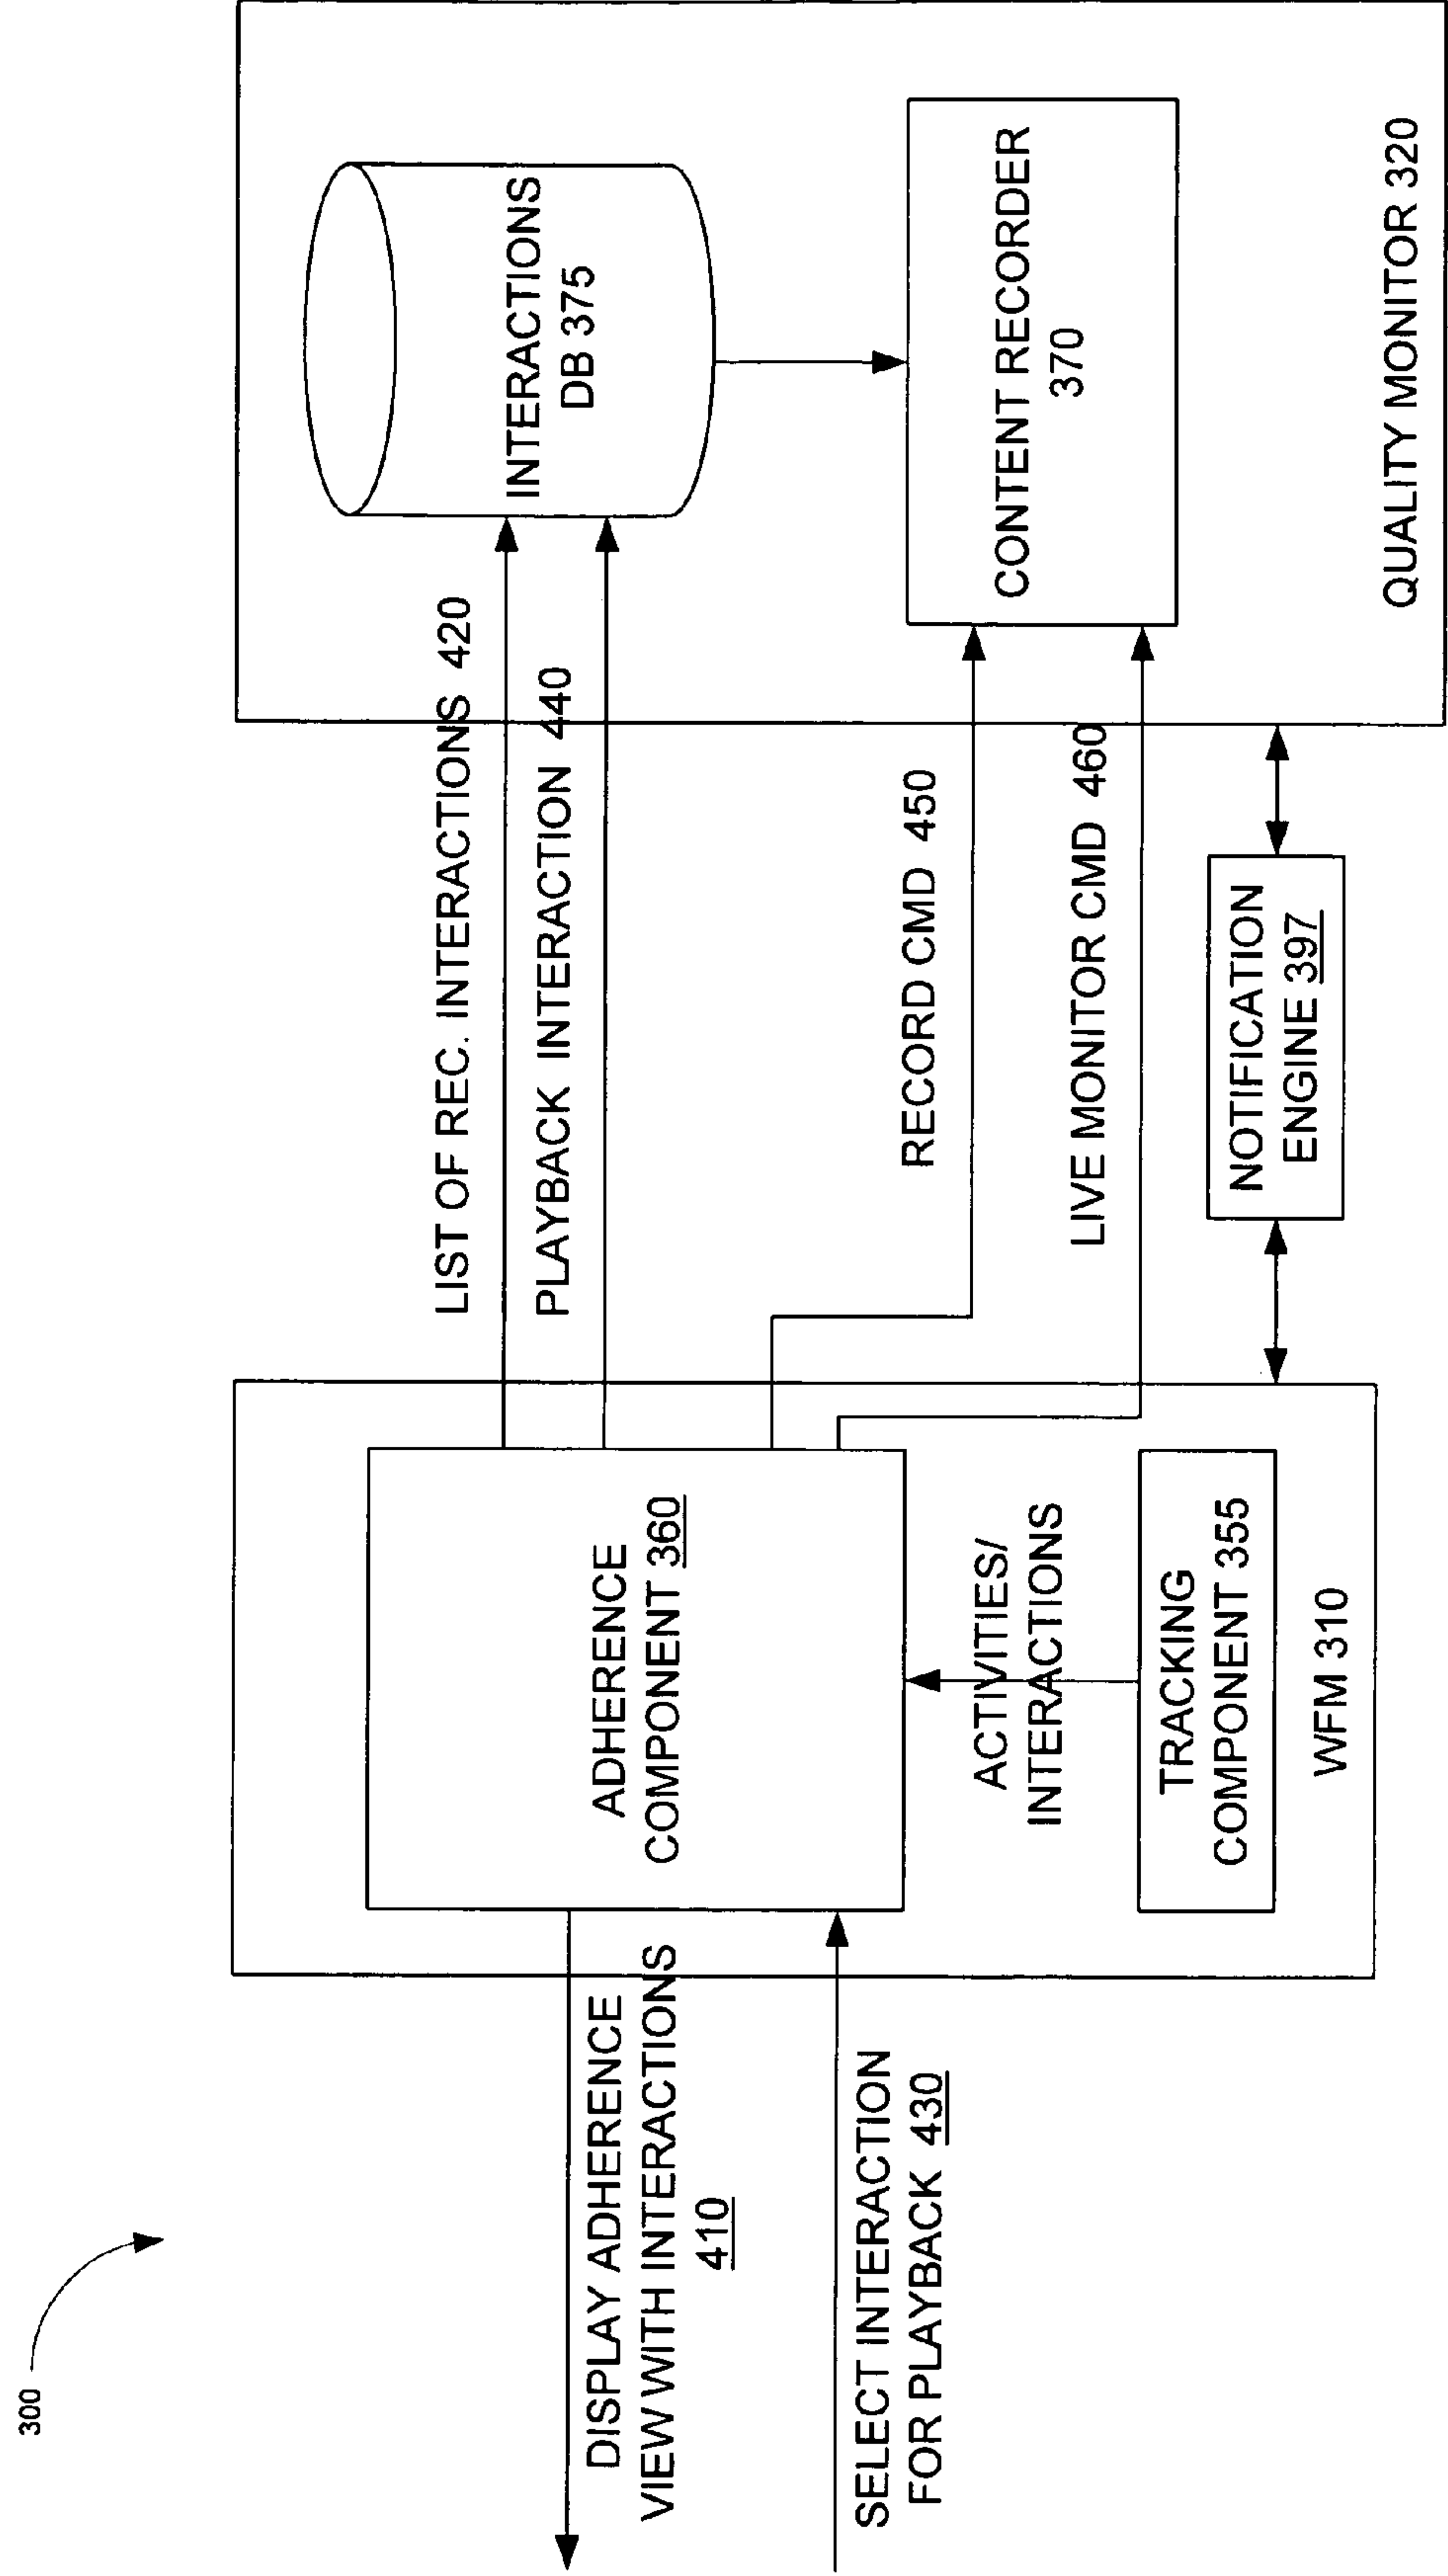 300
DISPLAY ADHERENCE
VIEW WITH INTERACTIONS
410
SELECT INTERACTION
FOR PLAYBACK 430
ADHERENCE
COMPONENT 360
ACTIVITIES/
INTERACTIONS
TRACKING
COMPONENT 355
WFM 310
LIST OF REC. INTERACTIONS 420
PLAYBACK INTERACTION 440
RECORD CMD 450
LIVE MONITOR CMD 460
NOTIFICATION
ENGINE 397
INTERACTIONS
DB 375
CONTENT RECORDER
370
QUALITY MONITOR 320